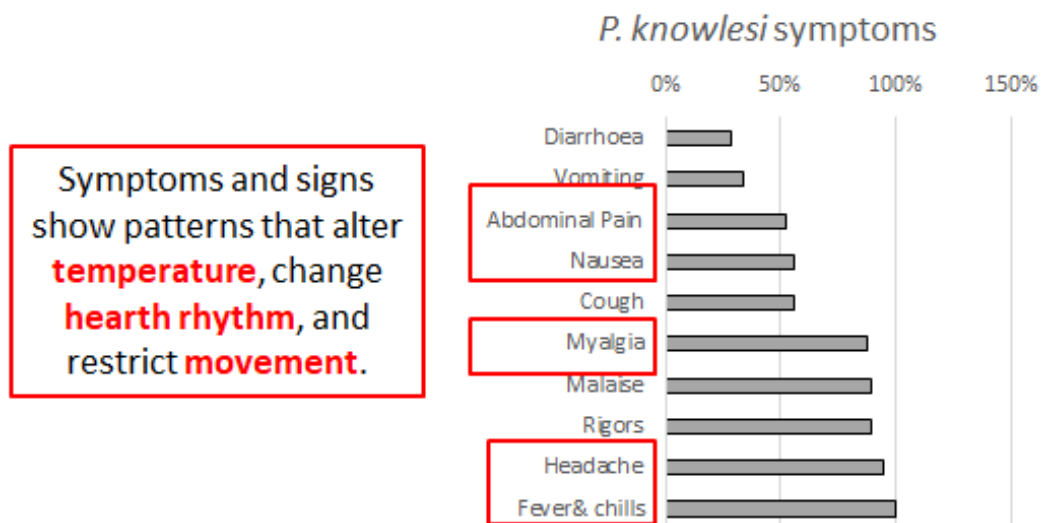 P. knowlesi symptoms
0% 50% 100% 150%
Symptoms and signs
show patterns that alter
temperature, change
hearth rhythm, and
restrict movement.
Diarrhoea
Vomiting
Abdominal Pain
Nausea
Cough
Myalgia
Malaise
Rigors
Headache
Fever& chills